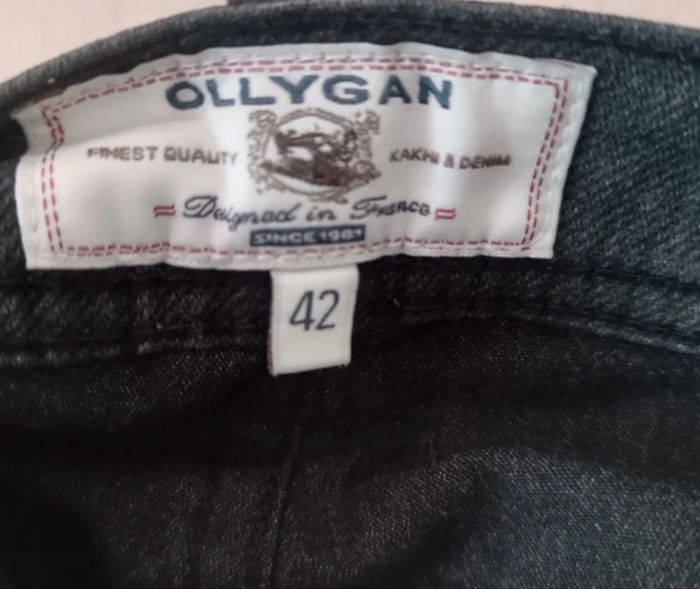 OLLYGAN
FINEST QUALITY KAKHI & DENIM
Designed in France
SINCE 1981
42